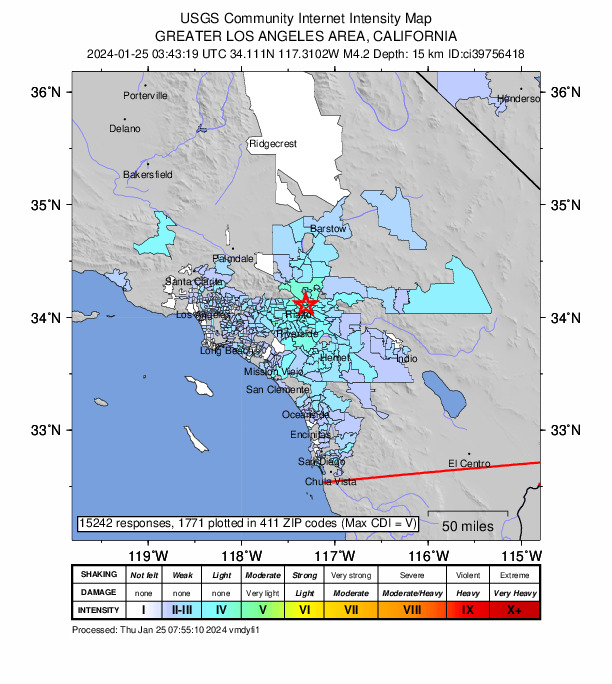 USGS Community Internet Intensity Map
GREATER LOS ANGELES AREA, CALIFORNIA
2024-01-25 03:43:19 UTC 34.111N 117.3102W M4.2 Depth: 15 km ID:ci39756418
36°N
36°N
Porterville
Henderso
Delano
Ridgecrest
Bakersfield
35°N
35°N
Barstow
Palmdale
Santa Clarita
34°N
34°N
Los Angeles
Riverside
Long Beach
Hemet
Indio
Mission Viejo
San Clemente
Oceanside
33°N
33°N
Encinitas
San Diego
El Centro
Chula Vista
15242 responses, 1771 plotted in 411 ZIP codes (Max CDI = V)
50 miles
119°W 118°W 117°W 116°W 115°W
SHAKING Not felt Weak Light Moderate Strong Very strong Severe Violent Extreme
DAMAGE none none none Very light Light Moderate Moderate/Heavy Heavy Very Heavy
INTENSITY I II-III IV V VI VII VIII IX X+
Processed: Thu Jan 25 07:55:10 2024 vmdyfi1